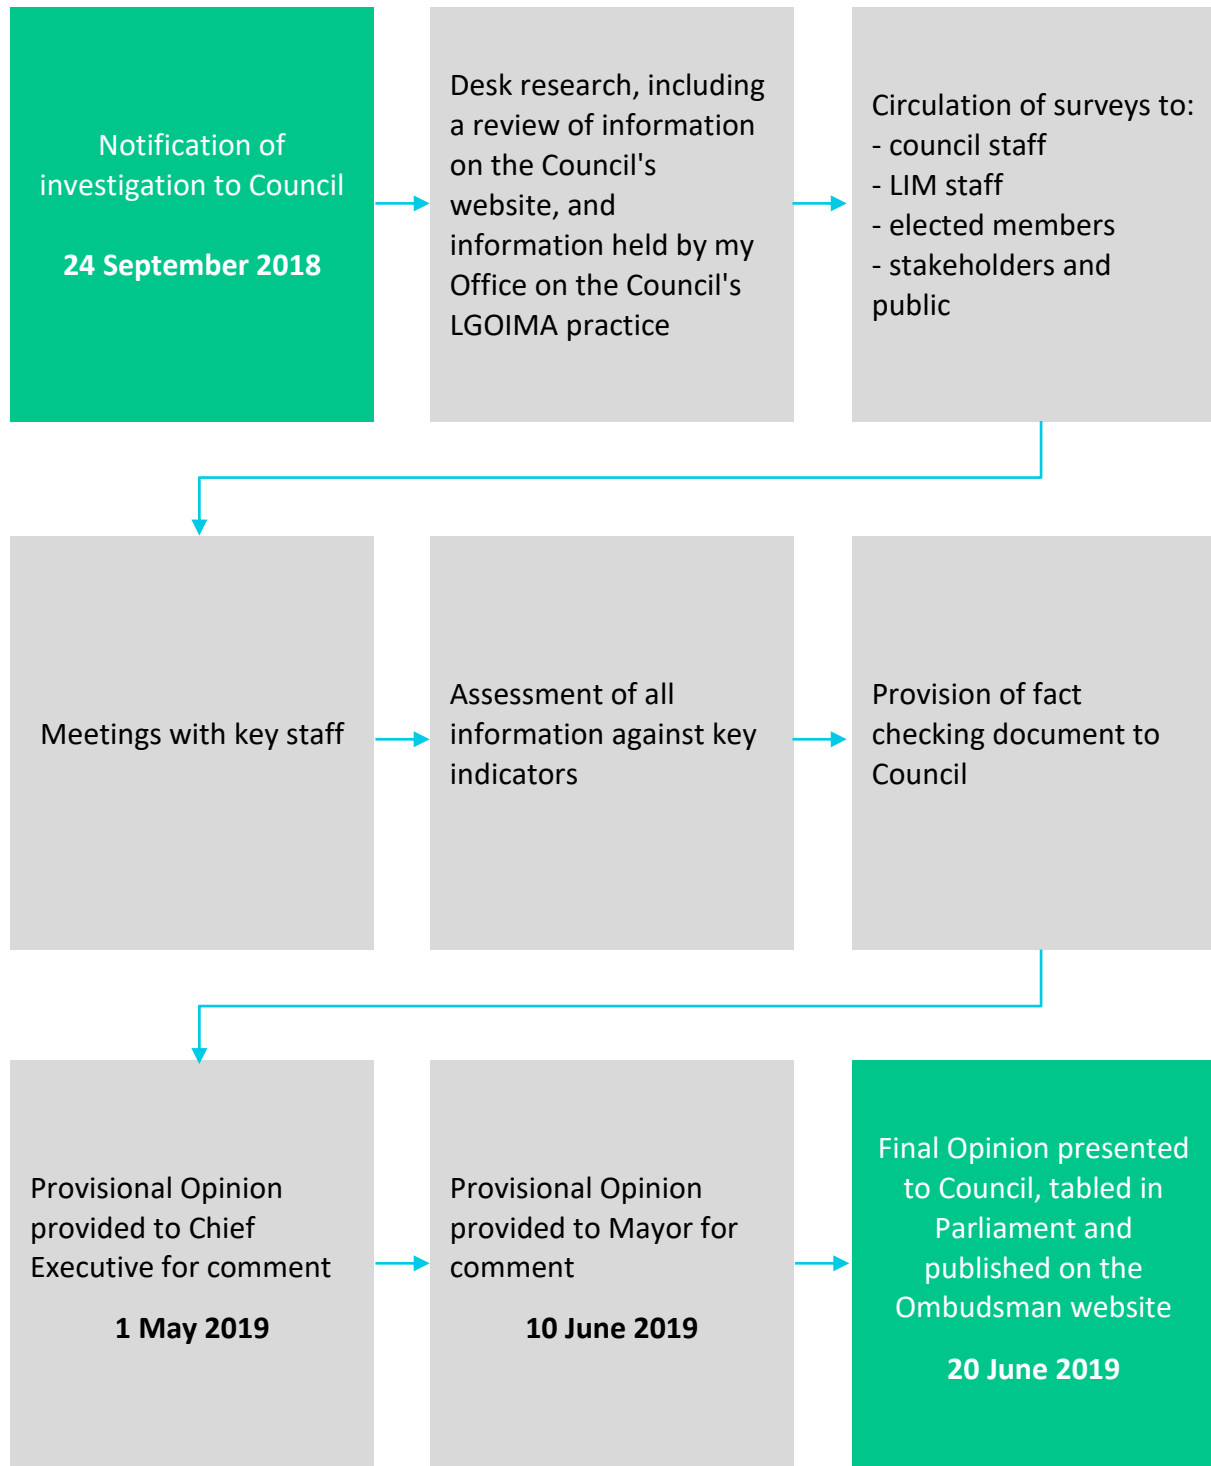 Notification of
investigation to Council
24 September 2018
Desk research, including
a review of information
on the Council's
website, and
information held by my
Office on the Council's
LGOIMA practice
Circulation of surveys to:
- council staff
- LIM staff
- elected members
- stakeholders and
public
Meetings with key staff
Assessment of all
information against key
indicators
Provision of fact
checking document to
Council
Provisional Opinion
provided to Chief
Executive for comment
1 May 2019
Provisional Opinion
provided to Mayor for
comment
10 June 2019
Final Opinion presented
to Council, tabled in
Parliament and
published on the
Ombudsman website
20 June 2019